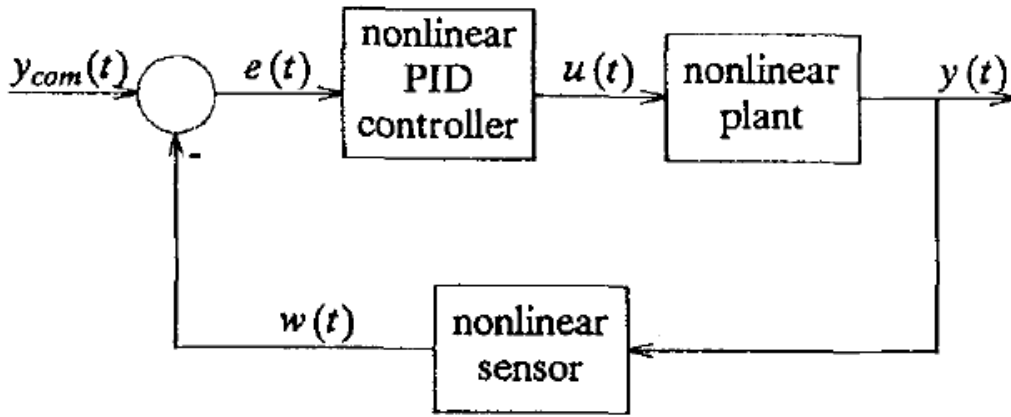 y_com(t)
e(t)
nonlinear
PID
controller
u(t)
nonlinear
plant
y(t)
-
w(t)
nonlinear
sensor